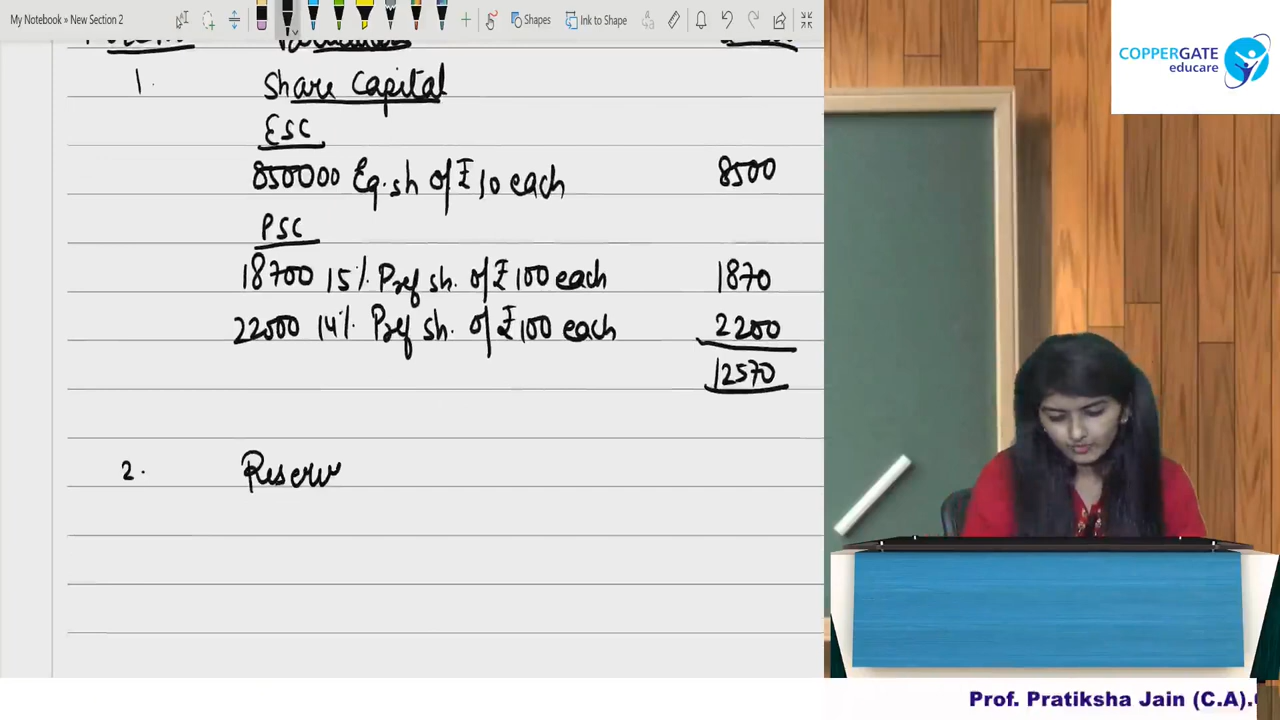 My Notebook » New Section 2
Shapes
Ink to Shape
COPPERGATE
educare
1.
Share Capital
ESC
850000 Eq.sh of ₹10 each 8500
PSC
18700 15% Pref sh. of ₹100 each 1870
22000 14% Pref sh. of ₹100 each 2200
12570
2. Reserv
Prof. Pratiksha Jain (C.A).